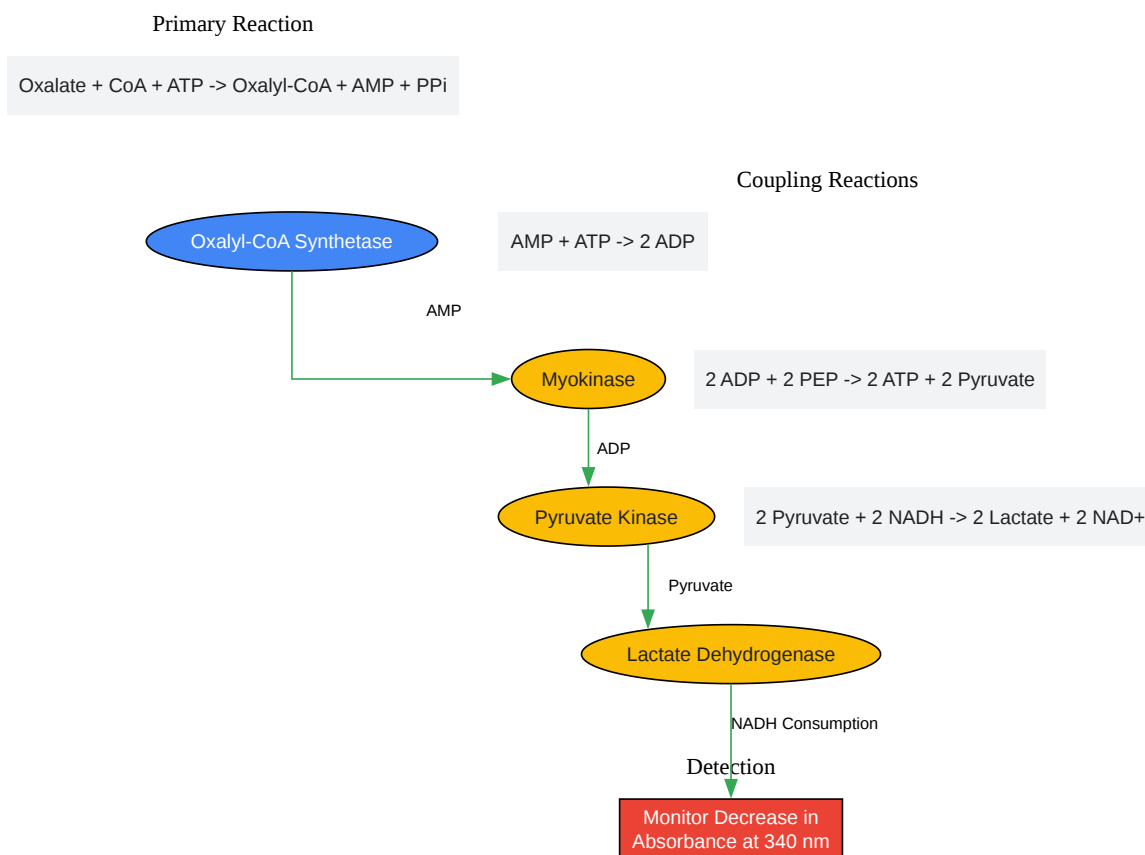 Primary Reaction
Oxalate + CoA + ATP -> Oxalyl-CoA + AMP + PPi
Coupling Reactions
Oxalyl-CoA Synthetase
AMP + ATP -> 2 ADP
AMP
Myokinase
2 ADP + 2 PEP -> 2 ATP + 2 Pyruvate
ADP
Pyruvate Kinase
2 Pyruvate + 2 NADH -> 2 Lactate + 2 NAD+
Pyruvate
Lactate Dehydrogenase
NADH Consumption
Detection
Monitor Decrease in
Absorbance at 340 nm